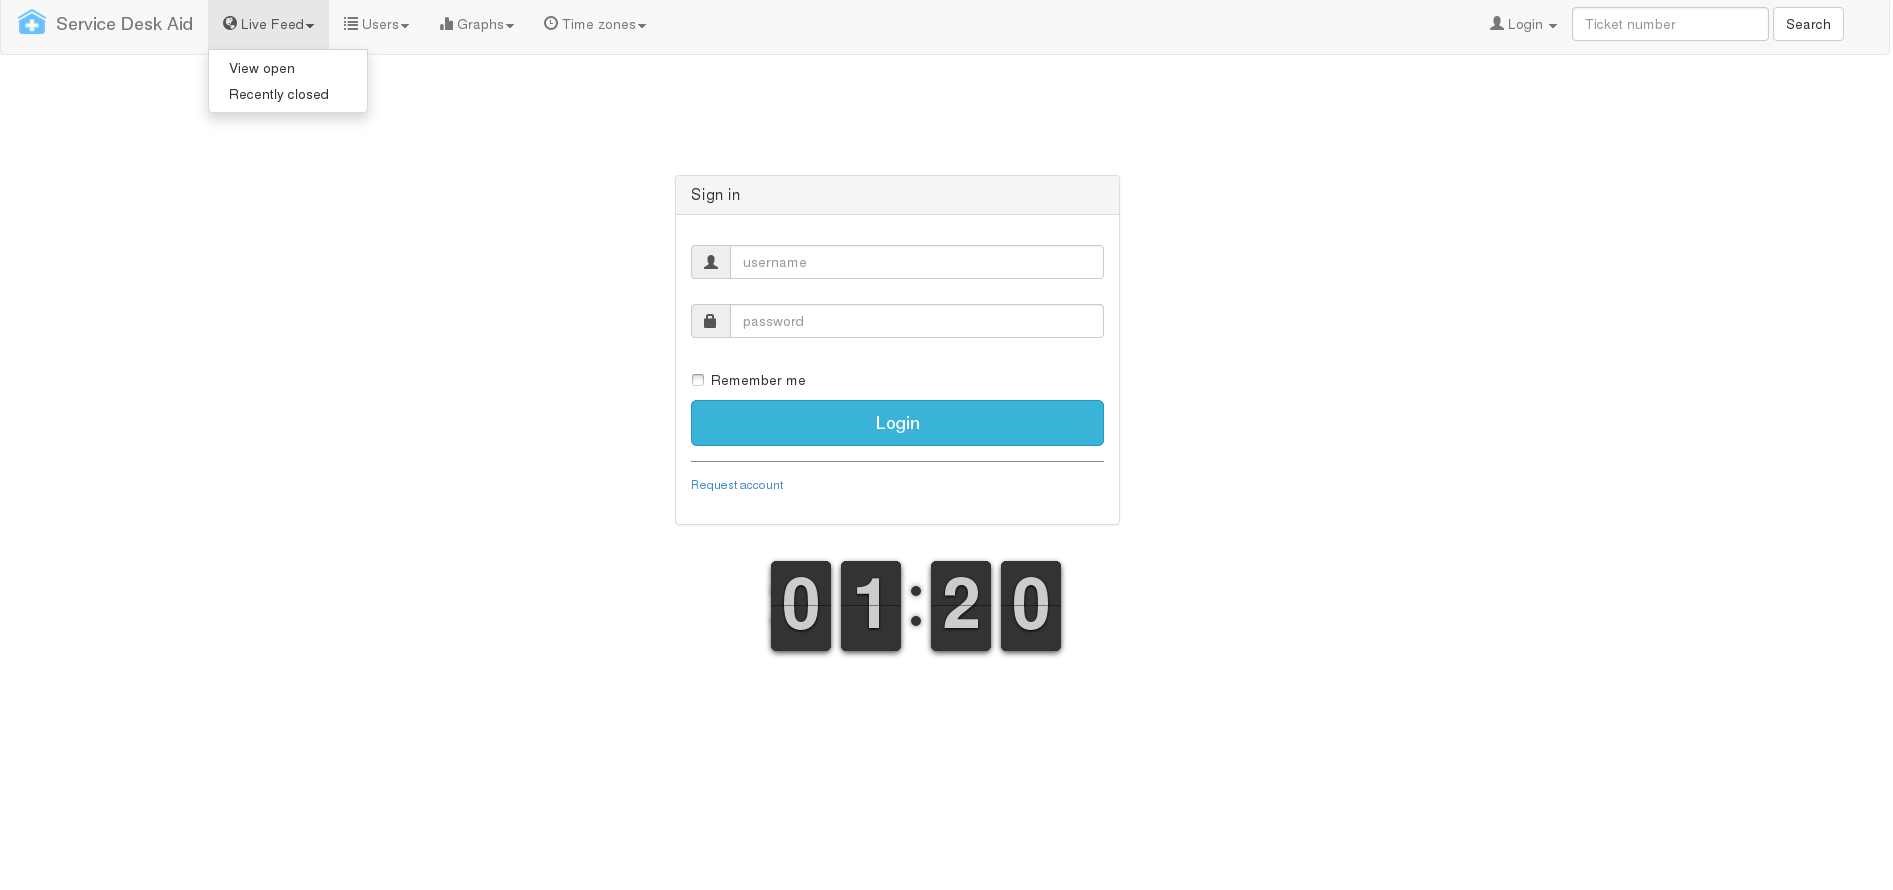 Service Desk Aid Live Feed Users Graphs Time zones Login Ticket number Search
View open
Recently closed
Sign in
username
password
Remember me
Login
Request account
01:20